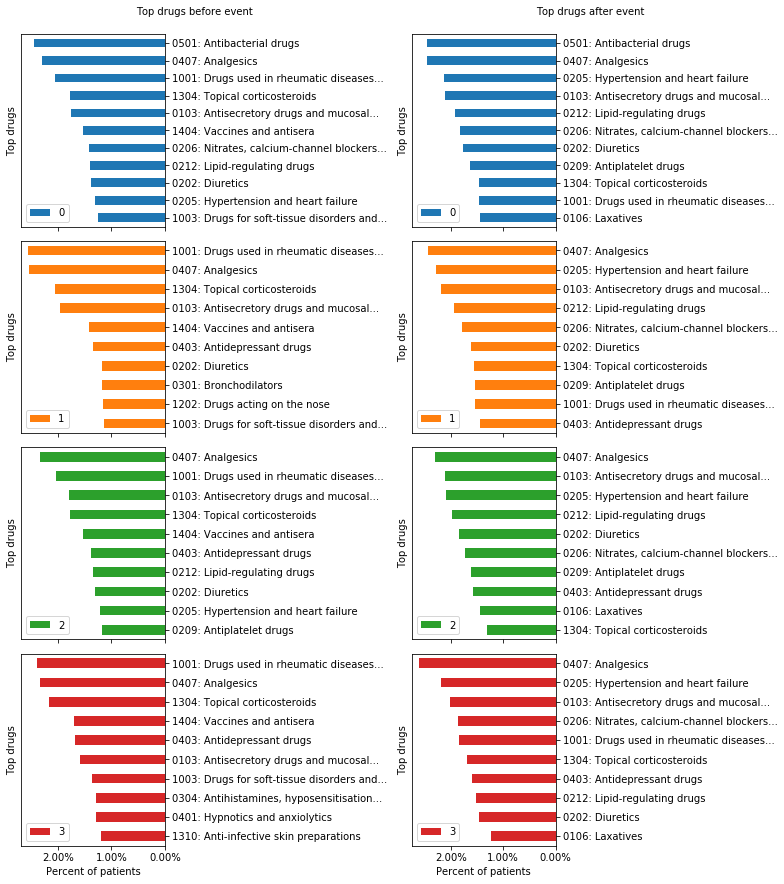 Top drugs before event
Top drugs
0501: Antibacterial drugs
0407: Analgesics
1001: Drugs used in rheumatic diseases...
1304: Topical corticosteroids
0103: Antisecretory drugs and mucosal...
1404: Vaccines and antisera
0206: Nitrates, calcium-channel blockers...
0212: Lipid-regulating drugs
0202: Diuretics
0205: Hypertension and heart failure
1003: Drugs for soft-tissue disorders and...
0
Top drugs
1001: Drugs used in rheumatic diseases...
0407: Analgesics
1304: Topical corticosteroids
0103: Antisecretory drugs and mucosal...
1404: Vaccines and antisera
0403: Antidepressant drugs
0202: Diuretics
0301: Bronchodilators
1202: Drugs acting on the nose
1003: Drugs for soft-tissue disorders and...
1
Top drugs
0407: Analgesics
1001: Drugs used in rheumatic diseases...
0103: Antisecretory drugs and mucosal...
1304: Topical corticosteroids
1404: Vaccines and antisera
0403: Antidepressant drugs
0212: Lipid-regulating drugs
0202: Diuretics
0205: Hypertension and heart failure
0209: Antiplatelet drugs
2
Top drugs
1001: Drugs used in rheumatic diseases...
0407: Analgesics
1304: Topical corticosteroids
1404: Vaccines and antisera
0403: Antidepressant drugs
0103: Antisecretory drugs and mucosal...
1003: Drugs for soft-tissue disorders and...
0304: Antihistamines, hyposensitisation...
0401: Hypnotics and anxiolytics
1310: Anti-infective skin preparations
3
2.00% 1.00% 0.00%
Percent of patients
Top drugs after event
Top drugs
0501: Antibacterial drugs
0407: Analgesics
0205: Hypertension and heart failure
0103: Antisecretory drugs and mucosal...
0212: Lipid-regulating drugs
0206: Nitrates, calcium-channel blockers...
0202: Diuretics
0209: Antiplatelet drugs
1304: Topical corticosteroids
1001: Drugs used in rheumatic diseases...
0106: Laxatives
0
Top drugs
0407: Analgesics
0205: Hypertension and heart failure
0103: Antisecretory drugs and mucosal...
0212: Lipid-regulating drugs
0206: Nitrates, calcium-channel blockers...
0202: Diuretics
1304: Topical corticosteroids
0209: Antiplatelet drugs
1001: Drugs used in rheumatic diseases...
0403: Antidepressant drugs
1
Top drugs
0407: Analgesics
0103: Antisecretory drugs and mucosal...
0205: Hypertension and heart failure
0212: Lipid-regulating drugs
0202: Diuretics
0206: Nitrates, calcium-channel blockers...
0209: Antiplatelet drugs
0403: Antidepressant drugs
0106: Laxatives
1304: Topical corticosteroids
2
Top drugs
0407: Analgesics
0205: Hypertension and heart failure
0103: Antisecretory drugs and mucosal...
0206: Nitrates, calcium-channel blockers...
1001: Drugs used in rheumatic diseases...
1304: Topical corticosteroids
0403: Antidepressant drugs
0212: Lipid-regulating drugs
0202: Diuretics
0106: Laxatives
3
2.00% 1.00% 0.00%
Percent of patients